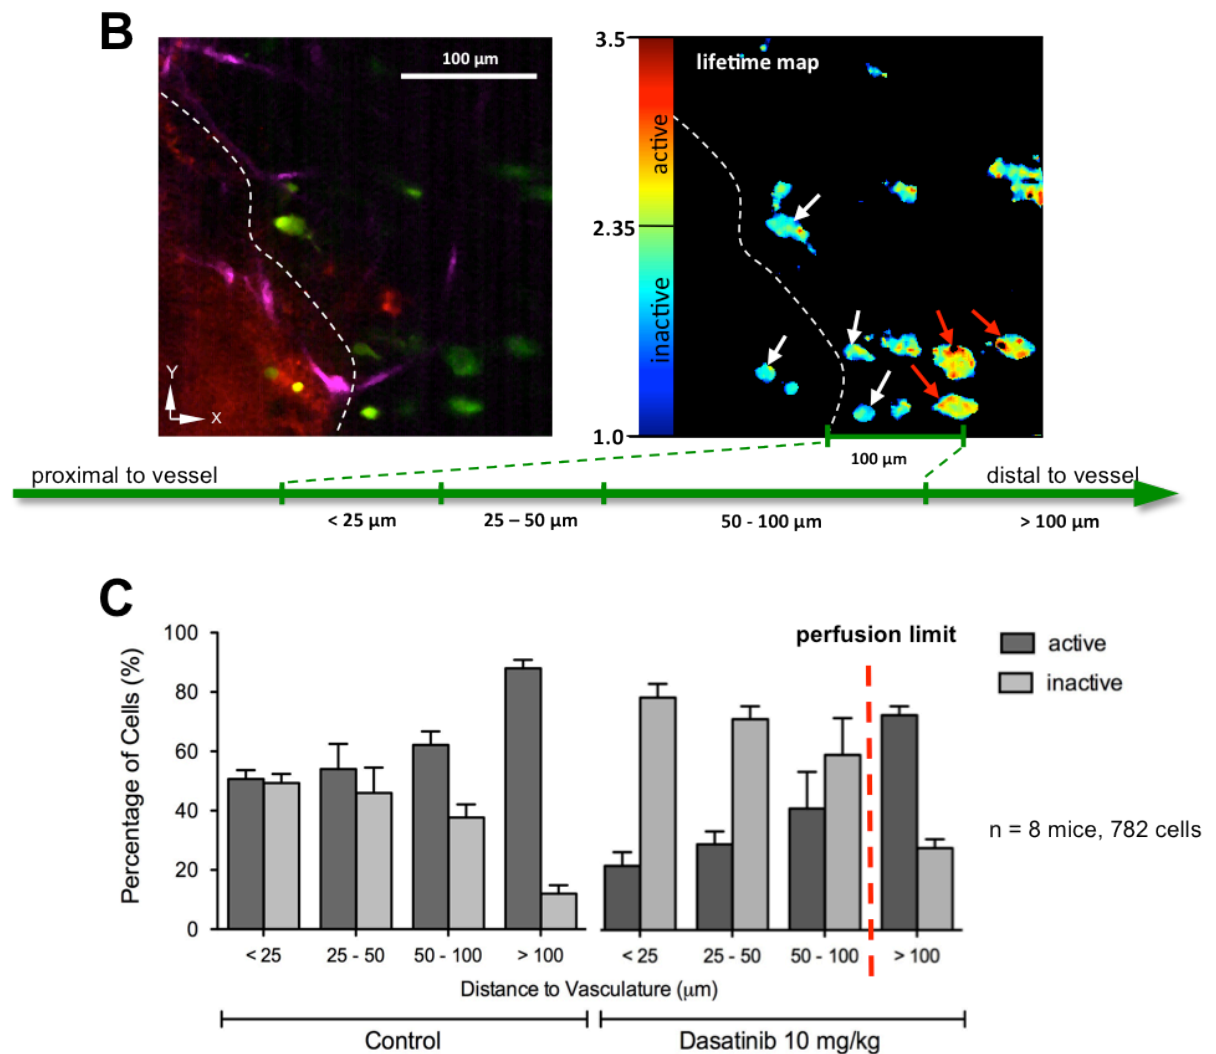 B
100 µm
Y
X
3.5
lifetime map
active
2.35
inactive
1.0
100 µm
proximal to vessel
distal to vessel
< 25 µm
25 – 50 µm
50 - 100 µm
> 100 µm
C
perfusion limit
active
inactive
Percentage of Cells (%)
100
80
60
40
20
0
n = 8 mice, 782 cells
< 25
25 - 50
50 - 100
> 100
< 25
25 - 50
50 - 100
> 100
Distance to Vasculature (µm)
Control
Dasatinib 10 mg/kg